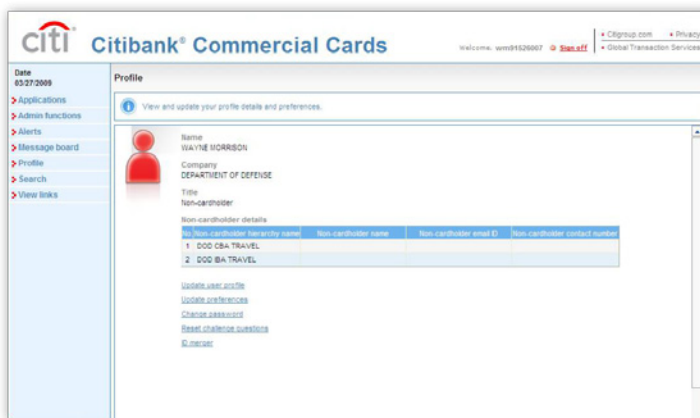 citi
Citibank® Commercial Cards
Welcome: wm91526007 Sign off
Citigroup.com Privacy
Global Transaction Services
Date
03/27/2009
Applications
Admin functions
Alerts
Message board
Profile
Search
View links
Profile
View and update your profile details and preferences.
Name
WAYNE MORRISON
Company
DEPARTMENT OF DEFENSE
Title
Non-cardholder
Non-cardholder details
No Non-cardholder hierarchy name Non-cardholder name Non-cardholder email ID Non-cardholder contact number
1 DOD CBA TRAVEL
2 DOD IBA TRAVEL
Update user profile
Update preferences
Change password
Reset challenge questions
ID merger